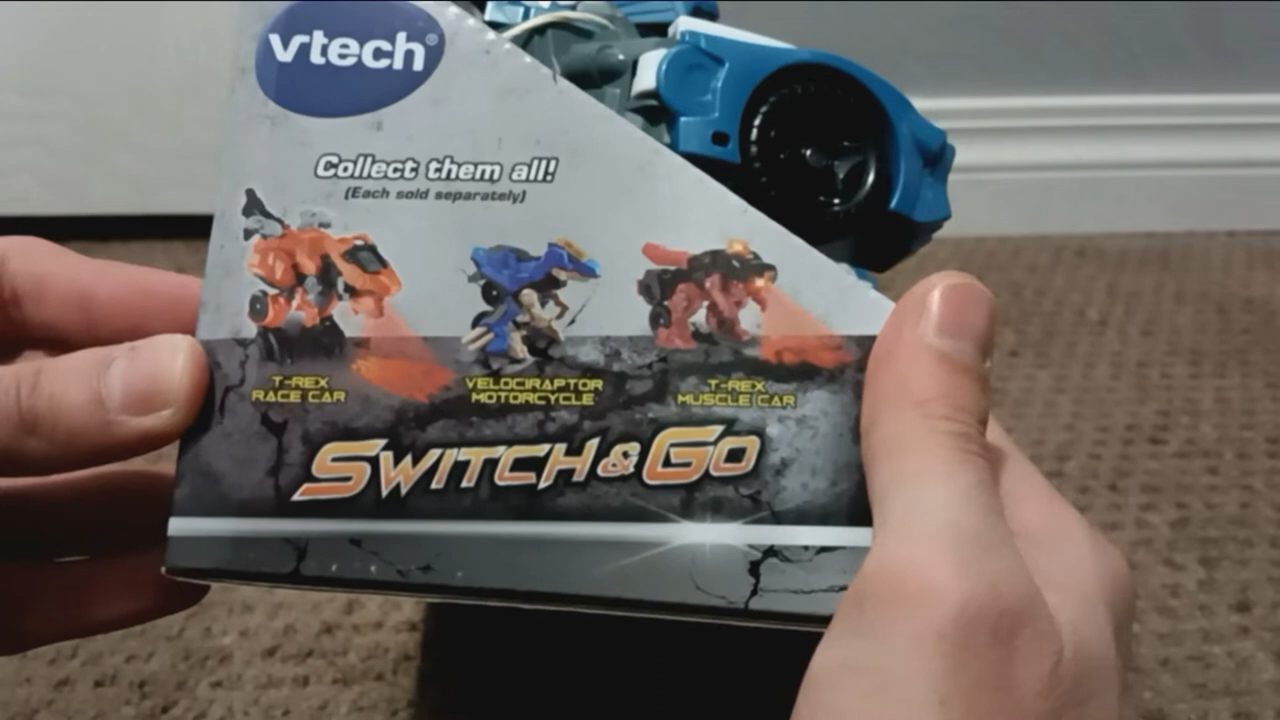 vtech®
Collect them all!
(Each sold separately)
T-REX
RACE CAR
VELOCIRAPTOR
MOTORCYCLE
T-REX
MUSCLE CAR
SWITCH & GO